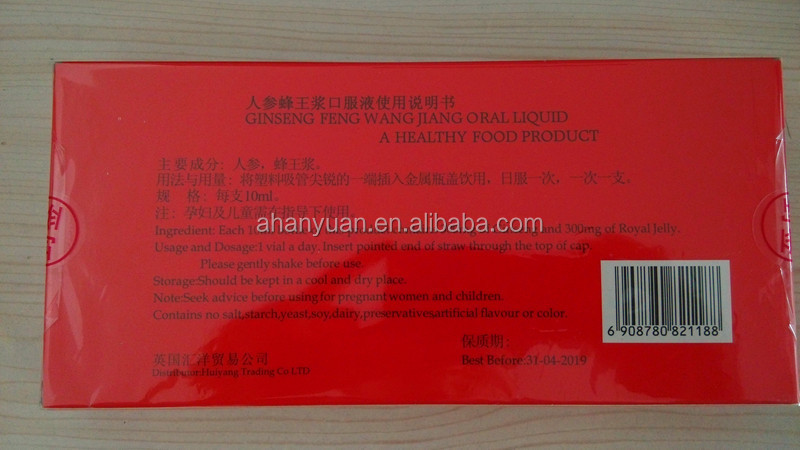 人参蜂王浆口服液使用说明书
GINSENG FENG WANG JIANG ORAL LIQUID
A HEALTHY FOOD PRODUCT
主要成分: 人参, 蜂王浆。
用法与用量: 将塑料吸管尖锐的一端插入金属瓶盖饮用, 日服一次, 一次一支。
规 格: 每支10ml。
注: 孕妇及儿童需在指导下使用
ahanyuan.en.alibaba.com
Ingredient: Each and 300mg of Royal Jelly.
Usage and Dosage:1 vial a day. Insert pointed end of straw through the top of cap.
Please gently shake before use.
Storage:Should be kept in a cool and dry place.
Note:Seek advice before using for pregnant women and children.
Contains no salt,starch,yeast,soy,dairy,preservativesartificial flavour or color.
6 908780 821188
保质期:
Best Before:31-04-2019
英国汇洋贸易公司
Distributor:Huiyang Trading Co LTD